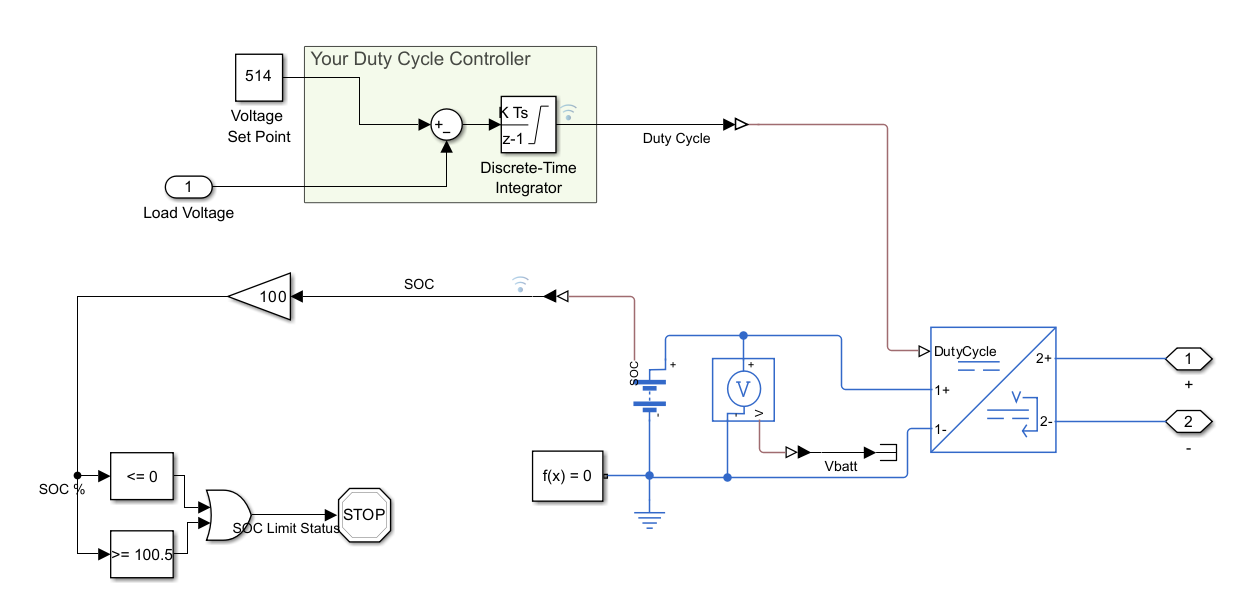 Your Duty Cycle Controller
514
Voltage
Set Point
+
_
K Ts
z-1
Discrete-Time
Integrator
Duty Cycle
1
Load Voltage
100
SOC
SOC
+
-
+
-
V
V
Vbatt
f(x) = 0
DutyCycle
1+
1-
2+
2-
V
1
+
2
-
SOC %
<= 0
>= 100.5
SOC Limit Status
STOP